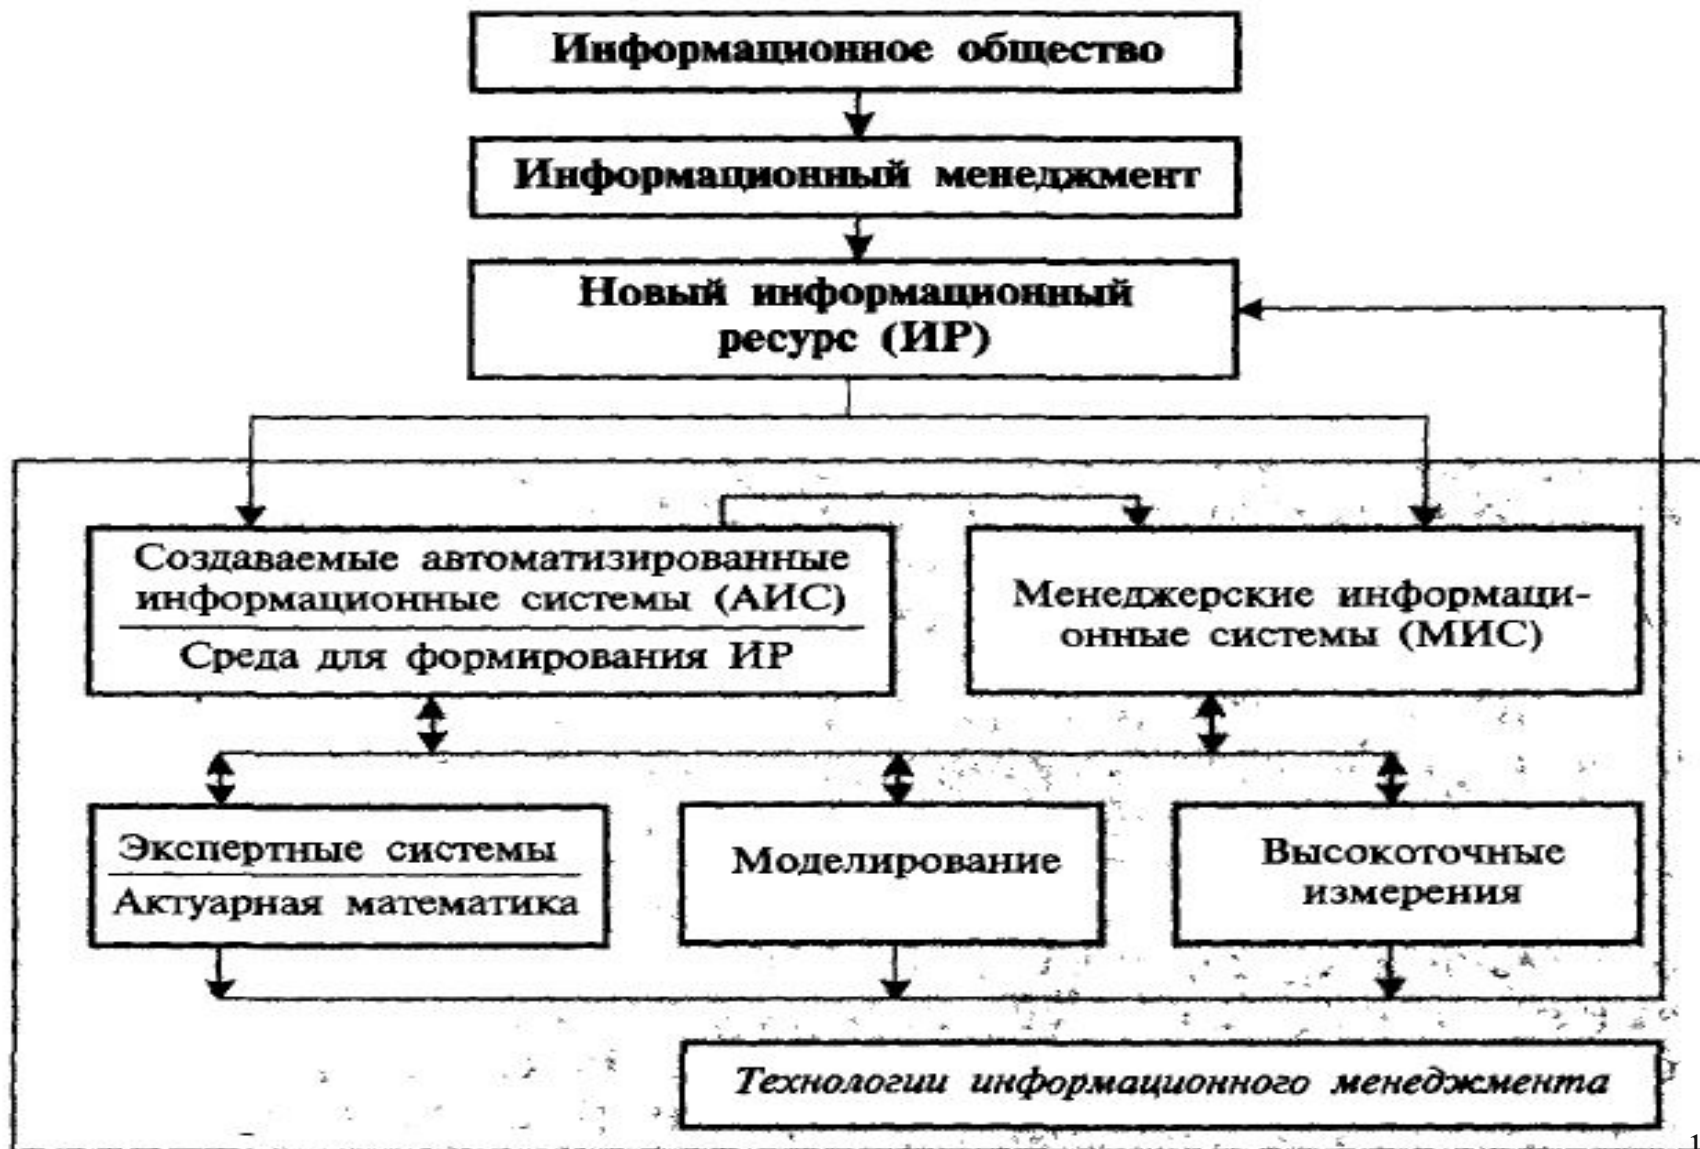 Информационное общество
Информационный менеджмент
Новый информационный
ресурс (ИР)
Создаваемые автоматизированные
информационные системы (АИС)
Среда для формирования ИР
Менеджерские информаци-
онные системы (МИС)
Экспертные системы
Актуарная математика
Моделирование
Высокоточные
измерения
Технологии информационного менеджмента
1